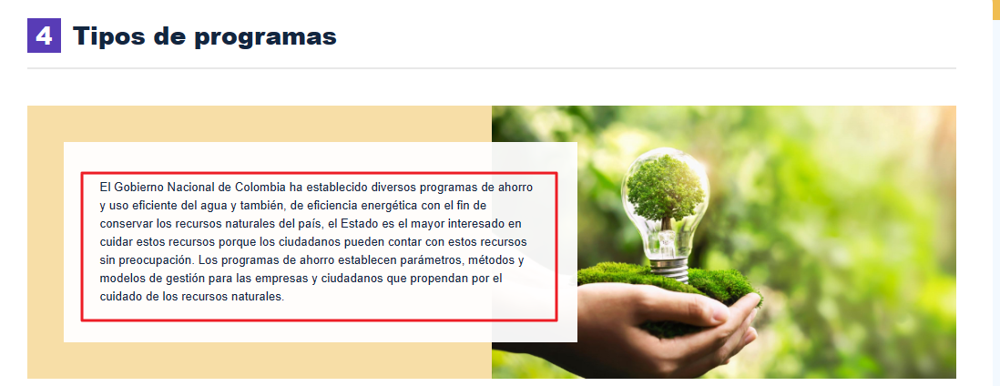 4 Tipos de programas
El Gobierno Nacional de Colombia ha establecido diversos programas de ahorro
y uso eficiente del agua y también, de eficiencia energética con el fin de
conservar los recursos naturales del país, el Estado es el mayor interesado en
cuidar estos recursos porque los ciudadanos pueden contar con estos recursos
sin preocupación. Los programas de ahorro establecen parámetros, métodos y
modelos de gestión para las empresas y ciudadanos que propendan por el
cuidado de los recursos naturales.